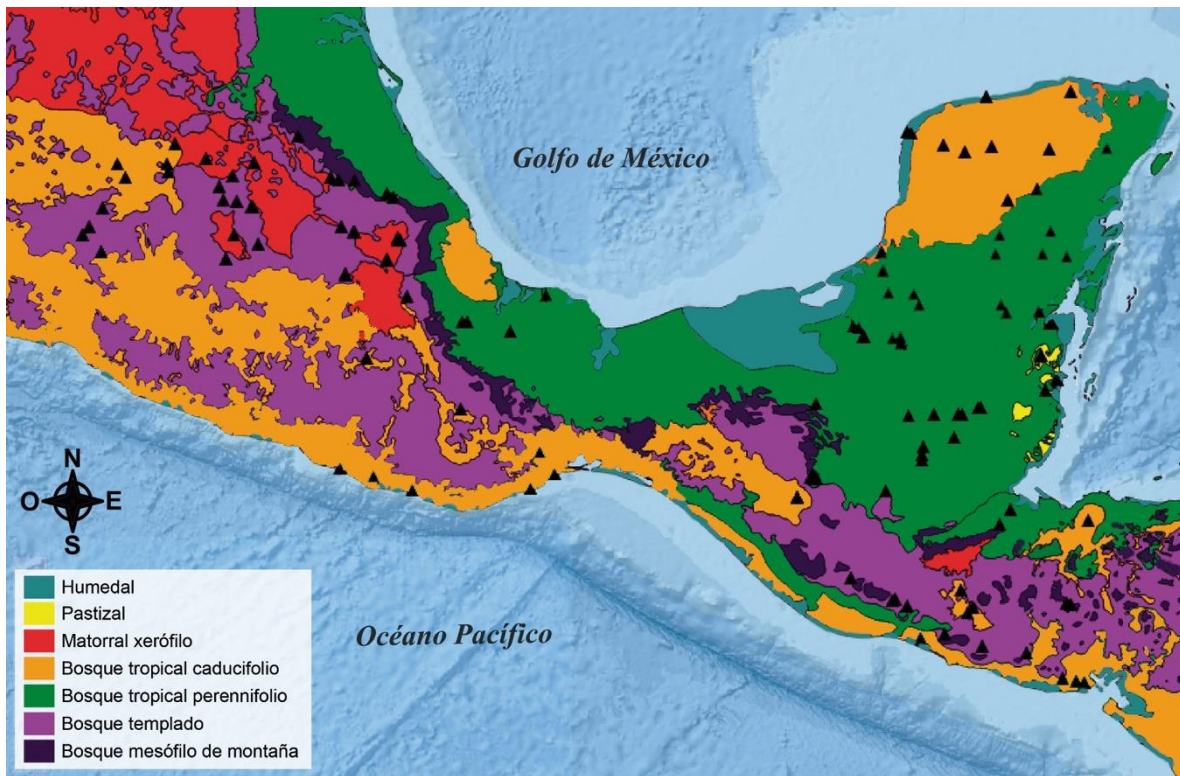 Golfo de México
N
O E
S
Océano Pacífico
Humedal
Pastizal
Matorral xerófilo
Bosque tropical caducifolio
Bosque tropical perennifolio
Bosque templado
Bosque mesófilo de montaña